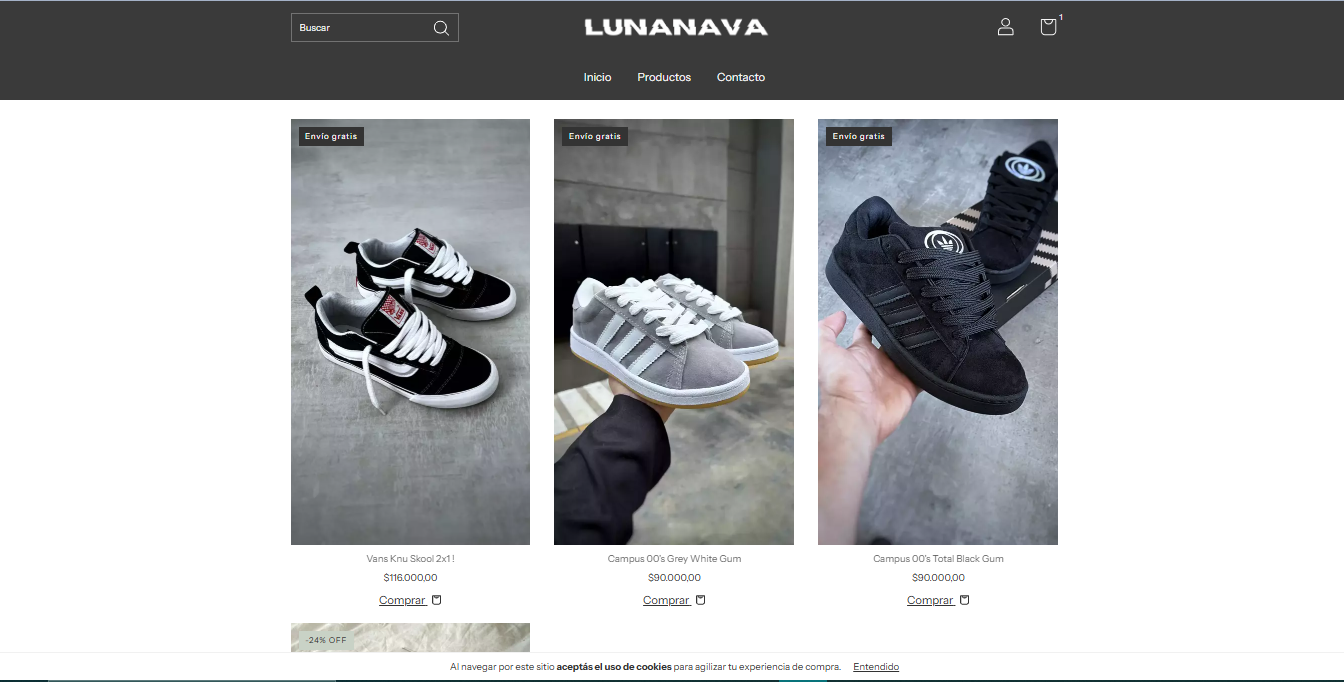 Buscar
LUNANAVA
1
Inicio Productos Contacto
Envío gratis
Envío gratis
Envío gratis
Vans Knu Skool 2x1 !
$116.000,00
Comprar
Campus 00's Grey White Gum
$90.000,00
Comprar
Campus 00's Total Black Gum
$90.000,00
Comprar
-24% OFF
Al navegar por este sitio aceptás el uso de cookies para agilizar tu experiencia de compra. Entendido